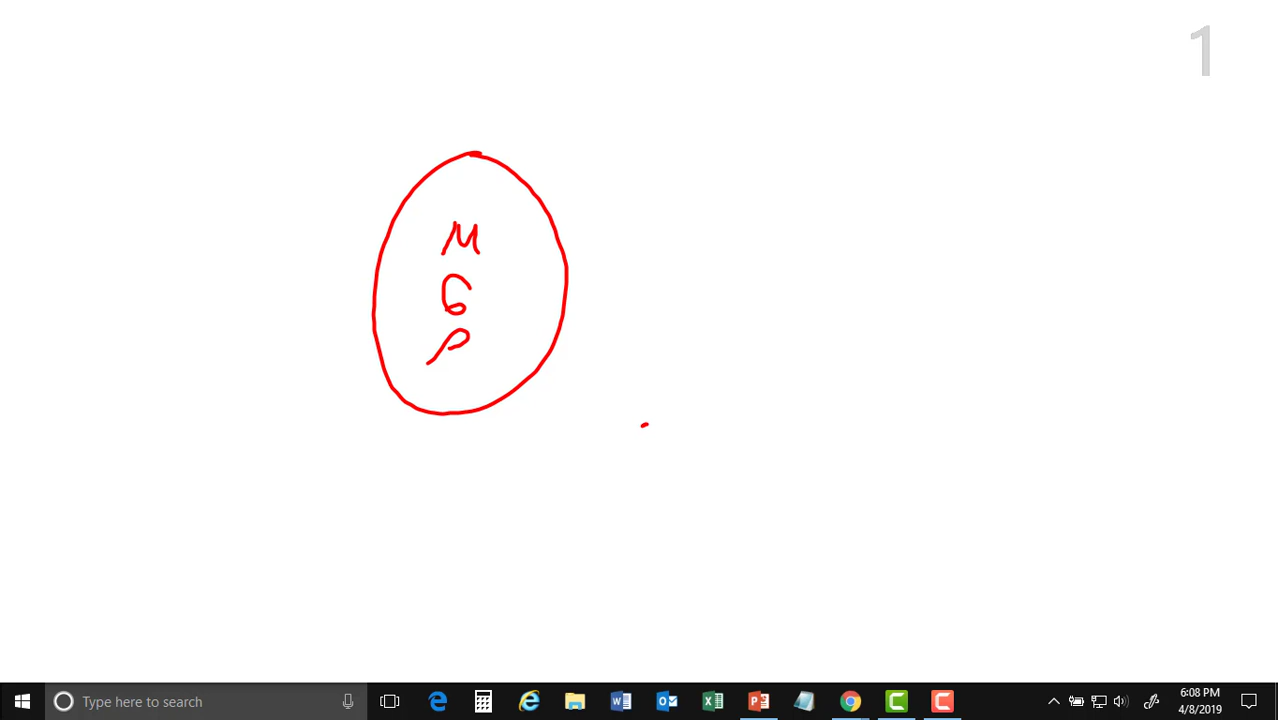 1
μ
σ
ρ
Type here to search
6:08 PM
4/8/2019